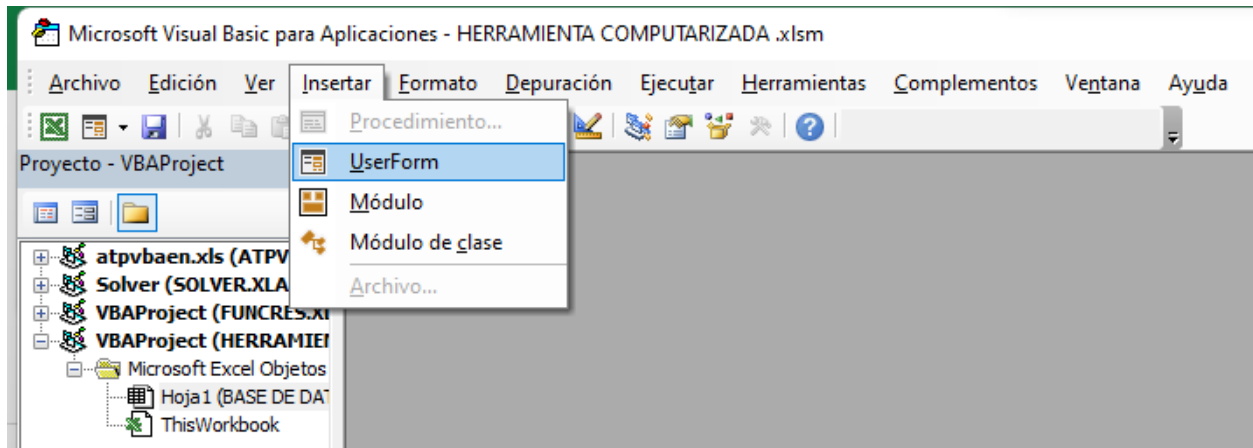 Microsoft Visual Basic para Aplicaciones - HERRAMIENTA COMPUTARIZADA .xlsm
Archivo Edición Ver Insertar Formato Depuración Ejecutar Herramientas Complementos Ventana Ayuda
Procedimiento...
Proyecto - VBAProject
UserForm
Módulo
Módulo de clase
atpvbaen.xls (ATPV
Solver (SOLVER.XLA
Archivo...
VBAProject (FUNCRES.XL
VBAProject (HERRAMIEN
Microsoft Excel Objetos
Hoja1 (BASE DE DAT
ThisWorkbook